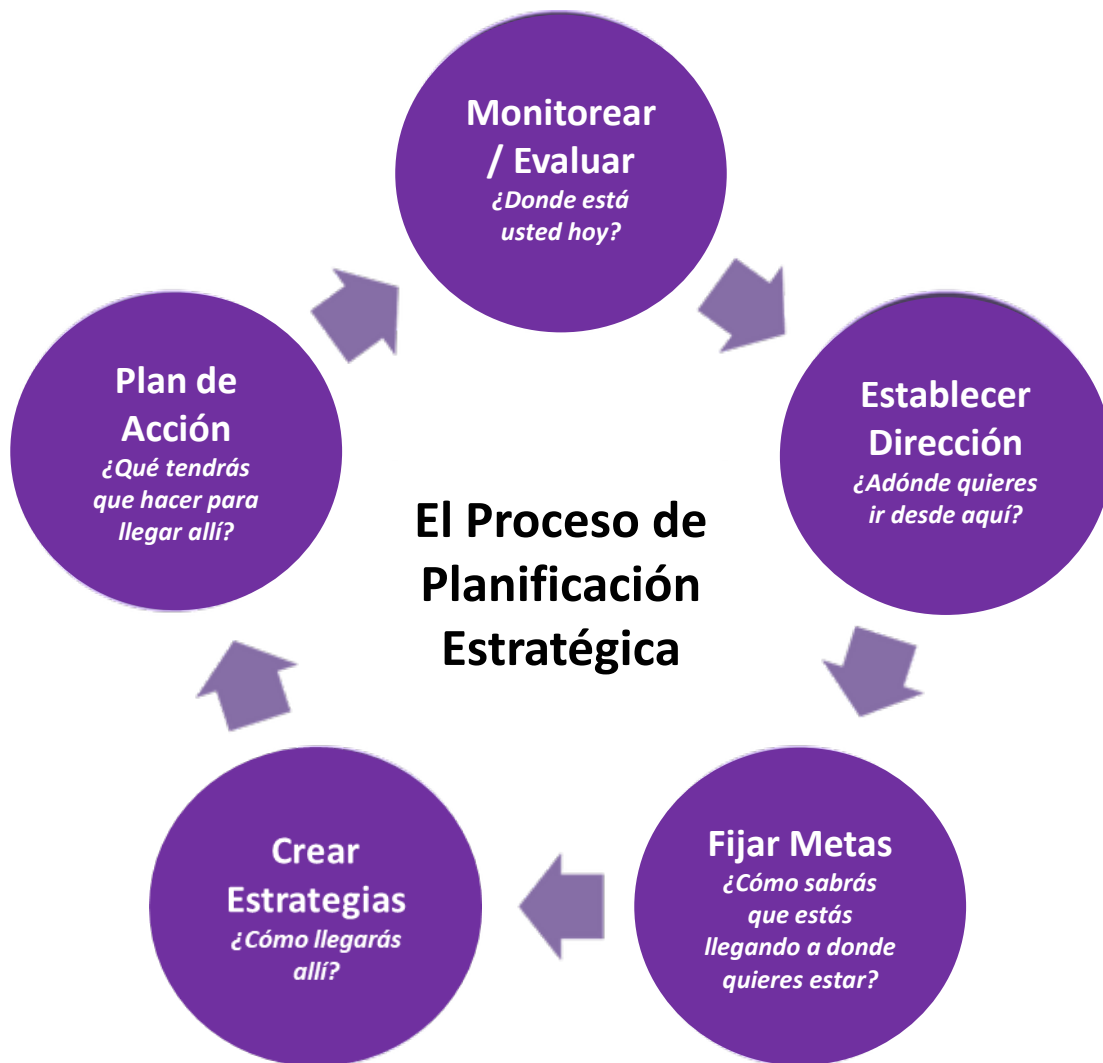 Monitorear
/ Evaluar
¿Donde está
usted hoy?
Establecer
Dirección
¿Adónde quieres
ir desde aquí?
Fijar Metas
¿Cómo sabrás
que estás
llegando a donde
quieres estar?
Crear
Estrategias
¿Cómo llegarás
allí?
Plan de
Acción
¿Qué tendrás
que hacer para
llegar allí?
El Proceso de
Planificación
Estratégica